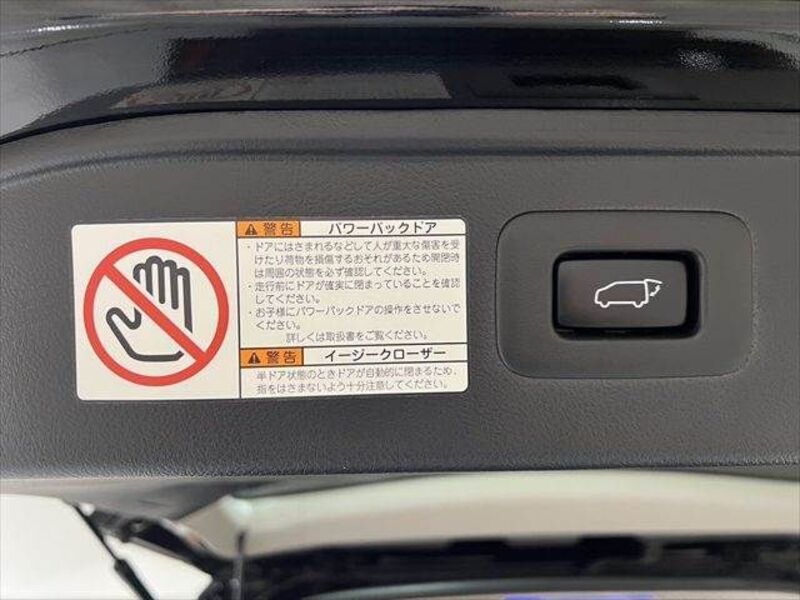 警告 パワーバックドア
・ドアにはさまれるなどして人が重大な傷害を受
けたり荷物を損傷するおそれがあるため開閉時
は周囲の状態を必ず確認してください。
・走行前にドアが確実に閉まっていることを確認
してください。
・お子様にパワーバックドアの操作をさせないで
ください。
詳しくは取扱書をご覧ください。
警告 イージークローザー
半ドア状態のときドアが自動的に閉まるため、
指をはさまないよう十分注意してください。